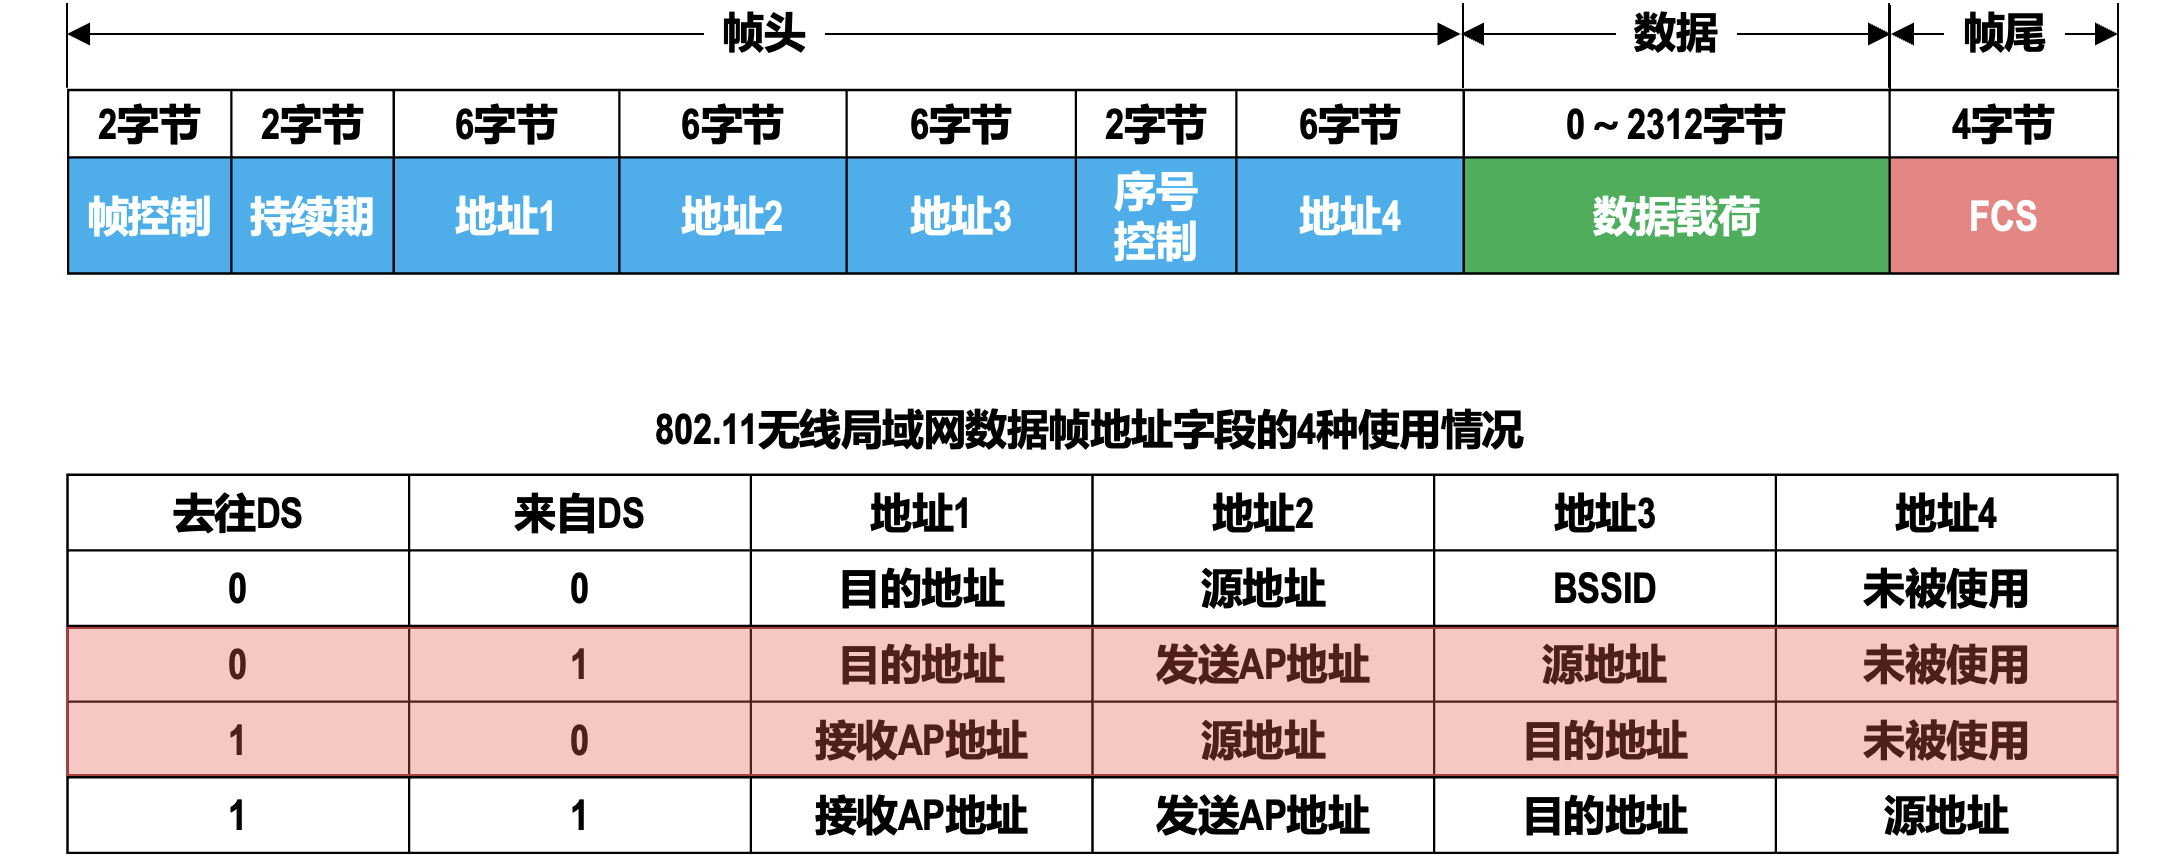 帧头 数据 帧尾
2字节 2字节 6字节 6字节 6字节 2字节 6字节 0～2312字节 4字节
帧控制 持续期 地址1 地址2 地址3 序号控制 地址4 数据载荷 FCS
802.11无线局域网数据帧地址字段的4种使用情况
去往DS 来自DS 地址1 地址2 地址3 地址4
0 0 目的地址 源地址 BSSID 未被使用
0 1 目的地址 发送AP地址 源地址 未被使用
1 0 接收AP地址 源地址 目的地址 未被使用
1 1 接收AP地址 发送AP地址 目的地址 源地址